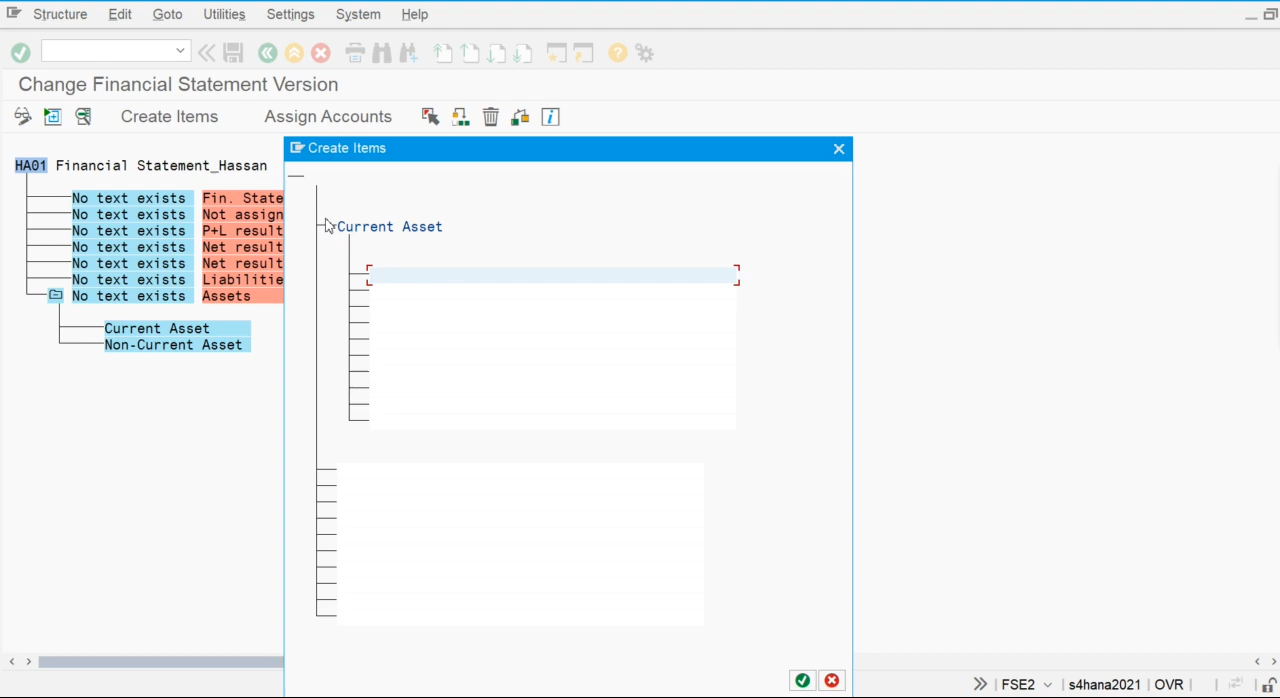 Structure Edit Goto Utilities Settings System Help
Change Financial Statement Version
Create Items Assign Accounts
Create Items
HA01 Financial Statement_Hassan
No text exists Fin. State
No text exists Not assign
No text exists P+L result
No text exists Net result
No text exists Net result
No text exists Liabilitie
No text exists Assets
Current Asset
Non-Current Asset
Current Asset
FSE2 s4hana2021 OVR